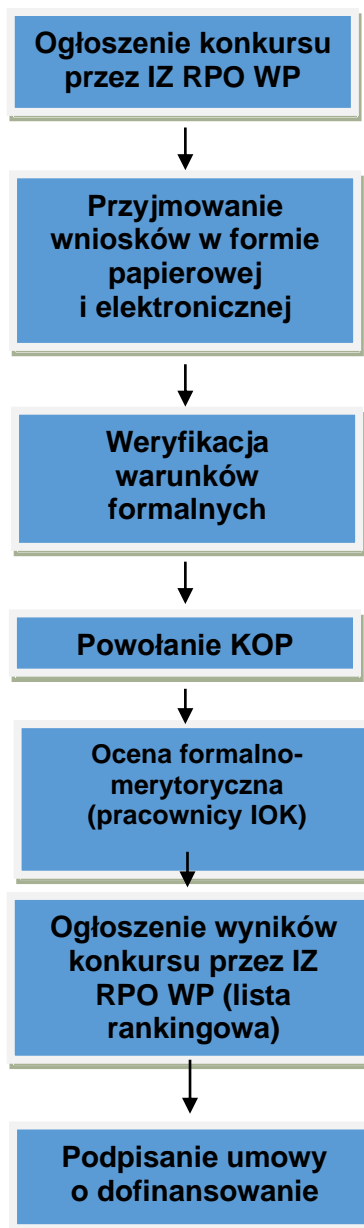 Ogłoszenie konkursu
przez IZ RPO WP
Przyjmowanie
wniosków w formie
papierowej
i elektronicznej
Weryfikacja
warunków
formalnych
Powołanie KOP
Ocena formalno-
merytoryczna
(pracownicy IOK)
Ogłoszenie wyników
konkursu przez IZ
RPO WP (lista
rankingowa)
Podpisanie umowy
o dofinansowanie